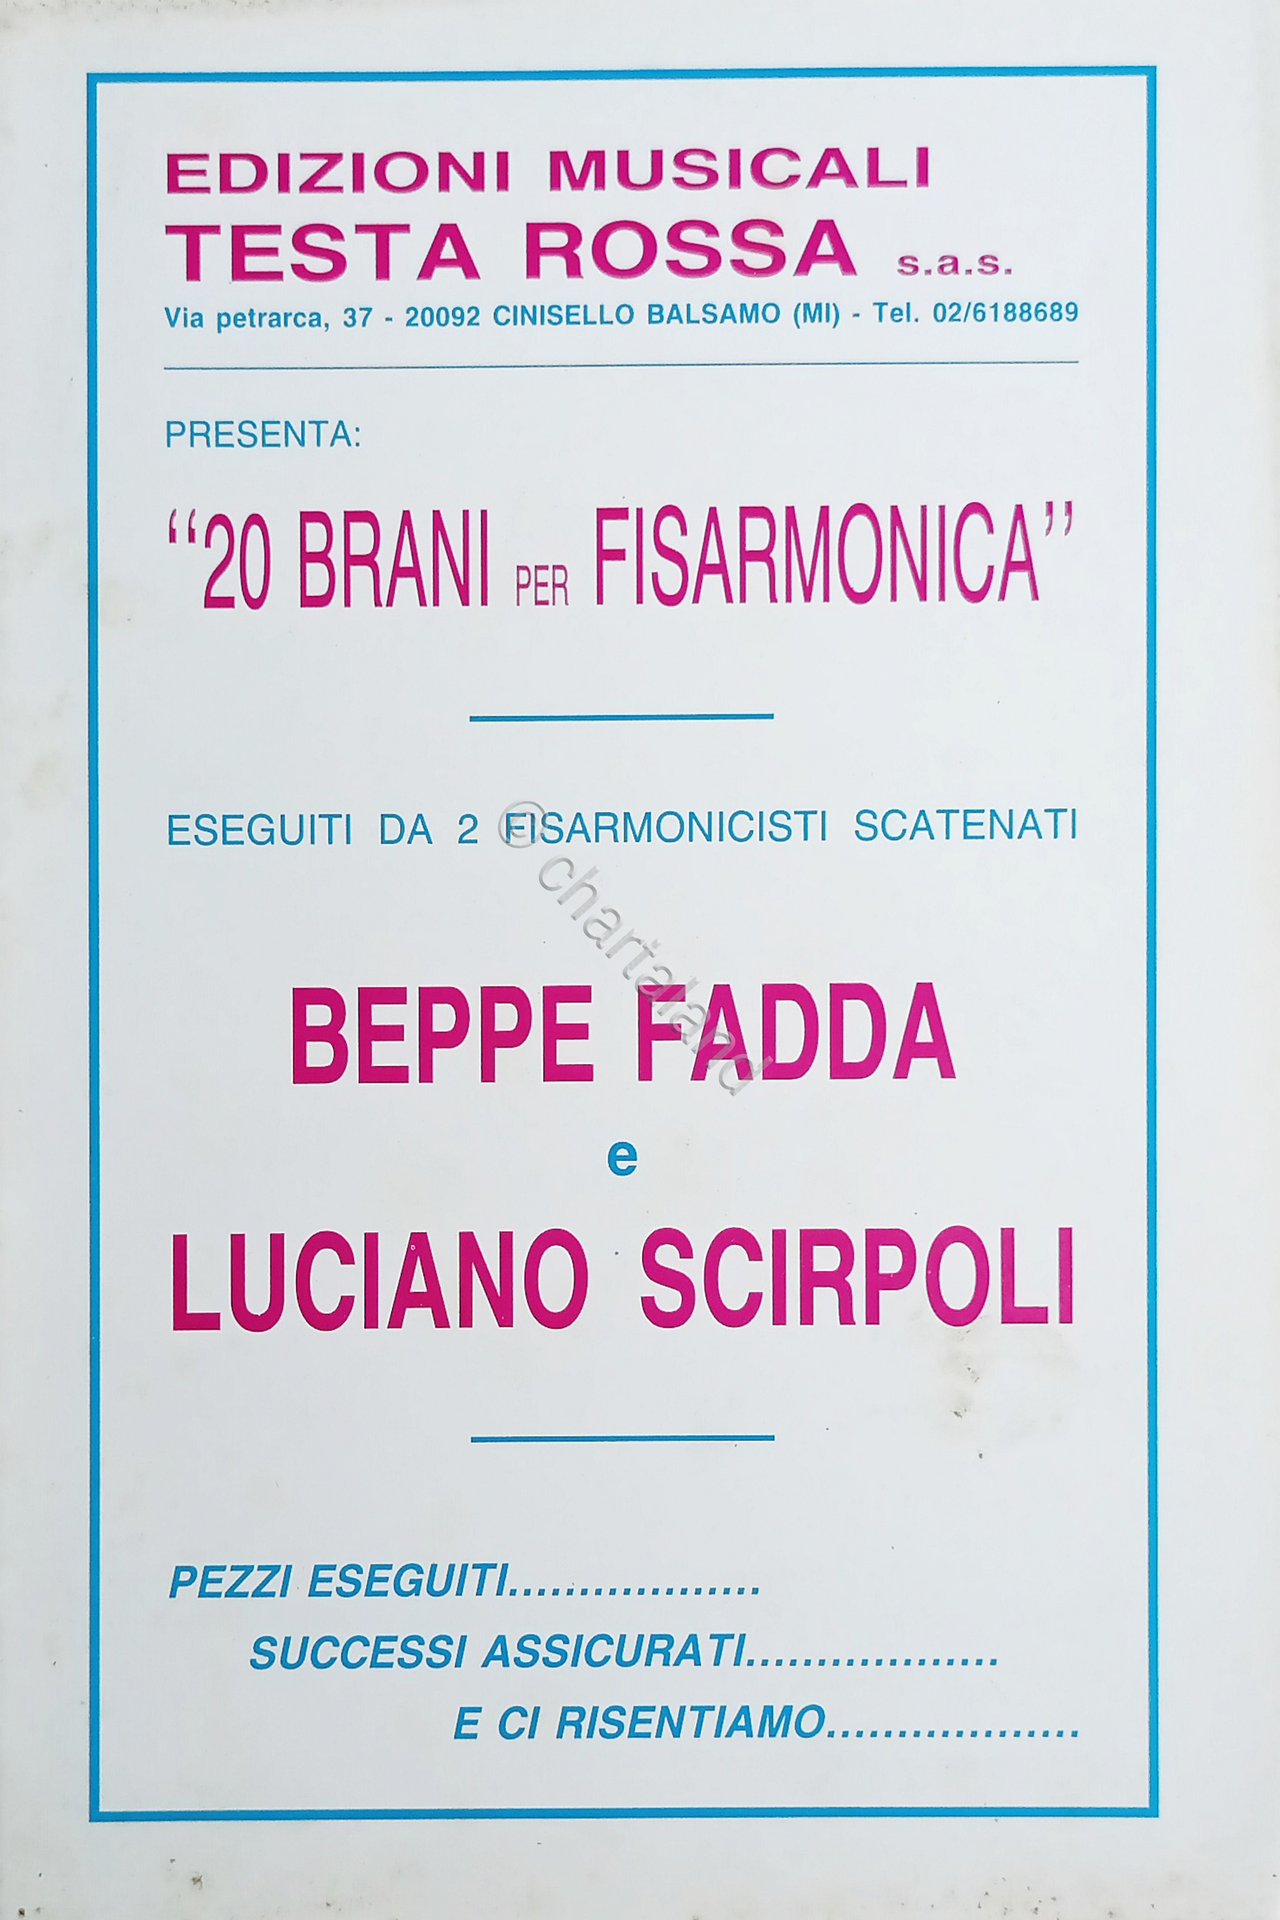 EDIZIONI MUSICALI
TESTA ROSSA s.a.s.
Via petrarca, 37 - 20092 CINISELLO BALSAMO (MI) - Tel. 02/6188689
PRESENTA:
“20 BRANI PER FISARMONICA”
ESEGUITI DA 2 FISARMONICISTI SCATENATI
© chartaland
BEPPE FADDA
e
LUCIANO SCIRPOLI
PEZZI ESEGUITI..................
SUCCESSI ASSICURATI..................
E CI RISENTIAMO..................